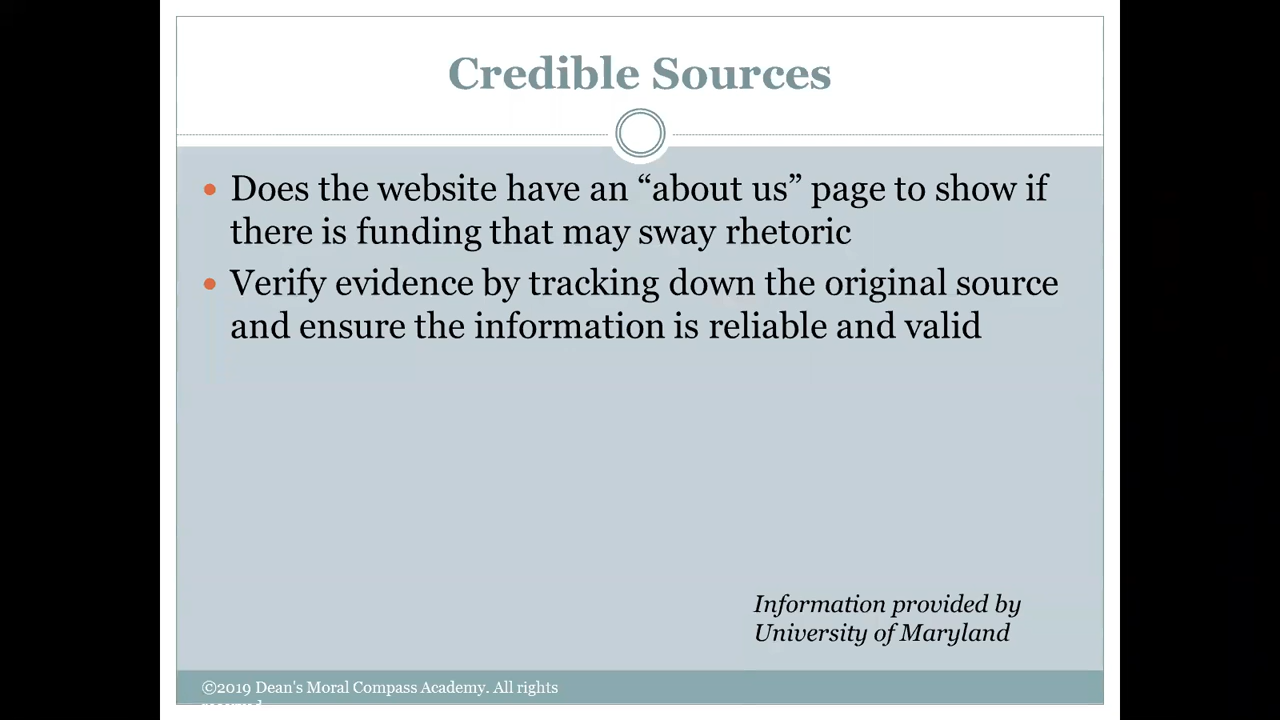 Credible Sources
Does the website have an “about us” page to show if
there is funding that may sway rhetoric
Verify evidence by tracking down the original source
and ensure the information is reliable and valid
Information provided by
University of Maryland
©2019 Dean's Moral Compass Academy. All rights